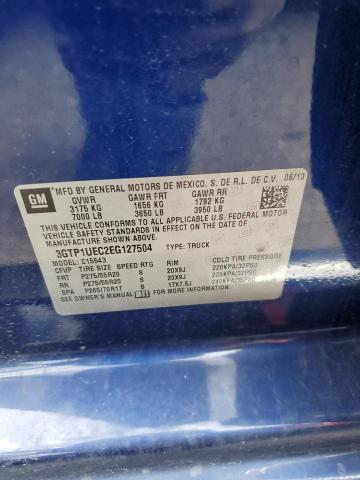 GM
MFD BY GENERAL MOTORS DE MEXICO, S. DE R.L. DE C.V. 06/13
GVWR GAWR FRT GAWR RR
3175 KG 1656 KG 1792 KG
7000 LB 3650 LB 3950 LB
THIS VEHICLE CONFORMS TO ALL APPLICABLE U.S. FEDERAL MOTOR
VEHICLE SAFETY STANDARDS IN EFFECT ON THE DATE OF
MANUFACTURE SHOWN ABOVE.
3GTP1UEC2EG127504 TYPE: TRUCK
MODEL: C15543
CFVP TIRE SIZE SPEED RTG RIM COLD TIRE PRESSURE
FRT P275/55R20 S 20X9J 220KPA(32PSI)
RR P275/55R20 S 20X9J 220KPA(32PSI)
SPA P265/70R17 S 17X7.5J 240KPA(35PSI)
SEE OWNERS MANUAL FOR MORE INFORMATION.